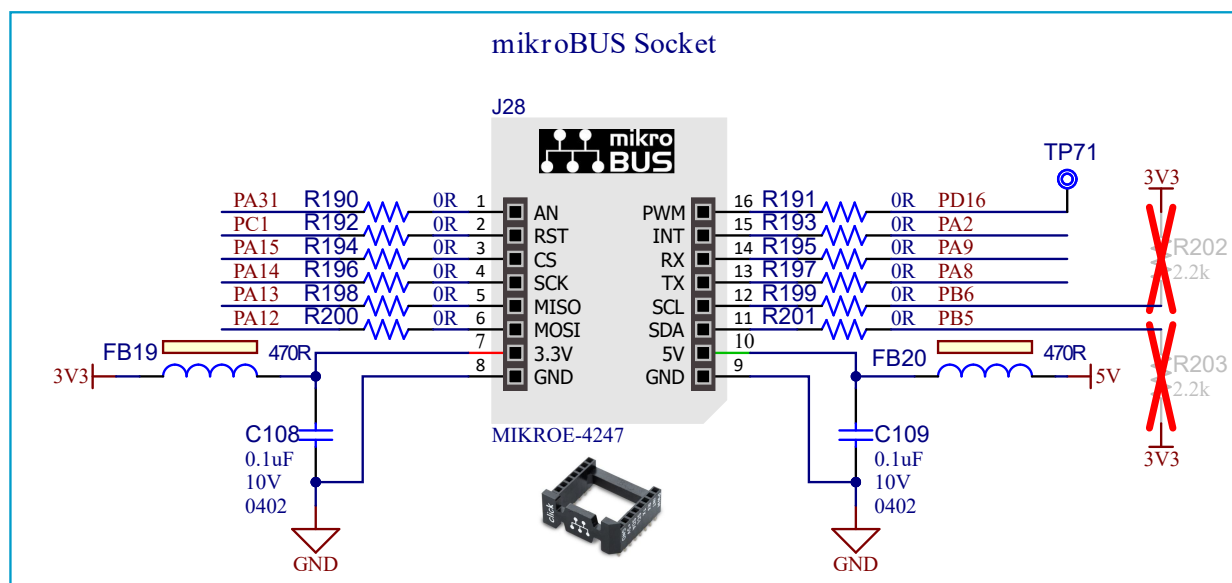 mikroBUS Socket
J28
mikro
BUS
TP71
3V3
PA31 R190 0R 1 AN PWM 16 R191 0R PD16
PC1 R192 0R 2 RST INT 15 R193 0R PA2
PA15 R194 0R 3 CS RX 14 R195 0R PA9
PA14 R196 0R 4 SCK TX 13 R197 0R PA8
PA13 R198 0R 5 MISO SCL 12 R199 0R PB6
PA12 R200 0R 6 MOSI SDA 11 R201 0R PB5
R202
2.2k
7 3.3V 5V 10
8 GND GND 9
FB19 470R
3V3
FB20 470R
5V
R203
2.2k
3V3
MIKROE-4247
C108
0.1uF
10V
0402
GND
C109
0.1uF
10V
0402
GND
click